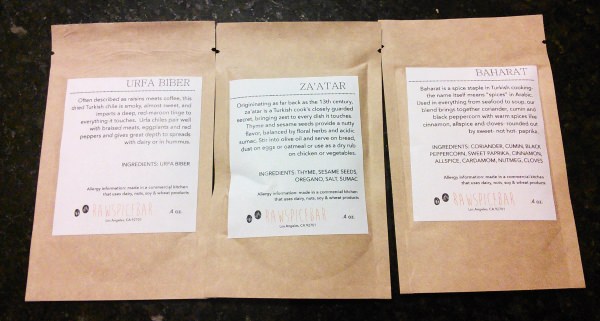 URFA BIBER
Often described as raisins meets coffee, this
dried Turkish chile is smoky, almost sweet, and
imparts a deep, red maroon tinge to
everything it touches. Urfa chiles pair well
with braised meats, eggplants and red
peppers and gives great depth to spreads
with dairy or in hummus.
INGREDIENTS: URFA BIBER
Allergy information: made in a commercial kitchen
that uses dairy, nuts, soy & wheat products
RAWSPICEBAR
.4 oz.
Los Angeles, CA 90701
ZA'ATAR
Originating as far back as the 13th century,
za'atar is a Turkish cook's closely guarded
secret, bringing zest to every dish it touches.
Thyme and sesame seeds provide a nutty
flavor, balanced by floral herbs and acidic
sumac. Stir into olive oil and serve on bread,
dust on eggs or oatmeal or use as a dry rub
on chicken or vegetables.
INGREDIENTS: THYME, SESAME SEEDS,
OREGANO, SALT, SUMAC
Allergy information: made in a commercial kitchen
that uses dairy, nuts, soy & wheat products
RAWSPICEBAR
.4 oz.
Los Angeles, CA 90701
BAHARAT
Baharat is a spice staple in Turkish cooking,
the name itself means "spices" in Arabic.
Used in everything from seafood to soup, our
blend brings together coriander, cumin and
black peppercorn with warm spices like
cinnamon, allspice and cloves- rounded out
by sweet- not hot- paprika.
INGREDIENTS: CORIANDER, CUMIN, BLACK
PEPPERCORN, SWEET PAPRIKA, CINNAMON,
ALLSPICE, CARDAMOM, NUTMEG, CLOVES
Allergy information: made in a commercial kitchen
that uses dairy, nuts, soy & wheat products
RAWSPICEBAR
.4 oz.
Los Angeles, CA 90701